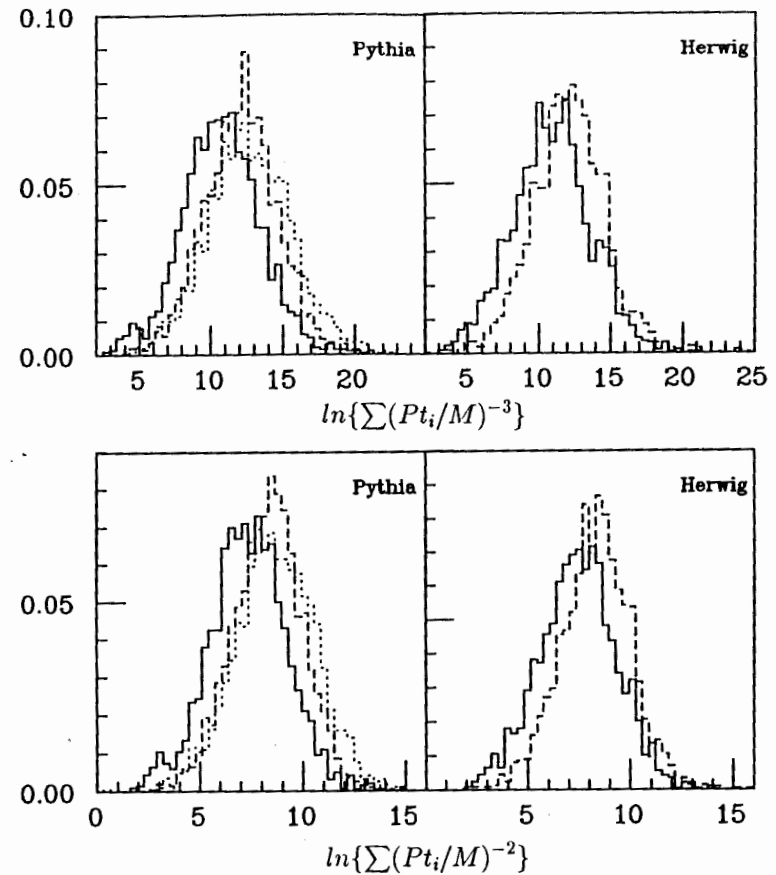 0.10
Pythia
Herwig
0.05
0.00
5 10 15 20 5 10 15 20 25
ln{∑(Pt_i/M)^{-3}}
Pythia
Herwig
0.05
0.00
0 5 10 15 5 10 15
ln{∑(Pt_i/M)^{-2}}